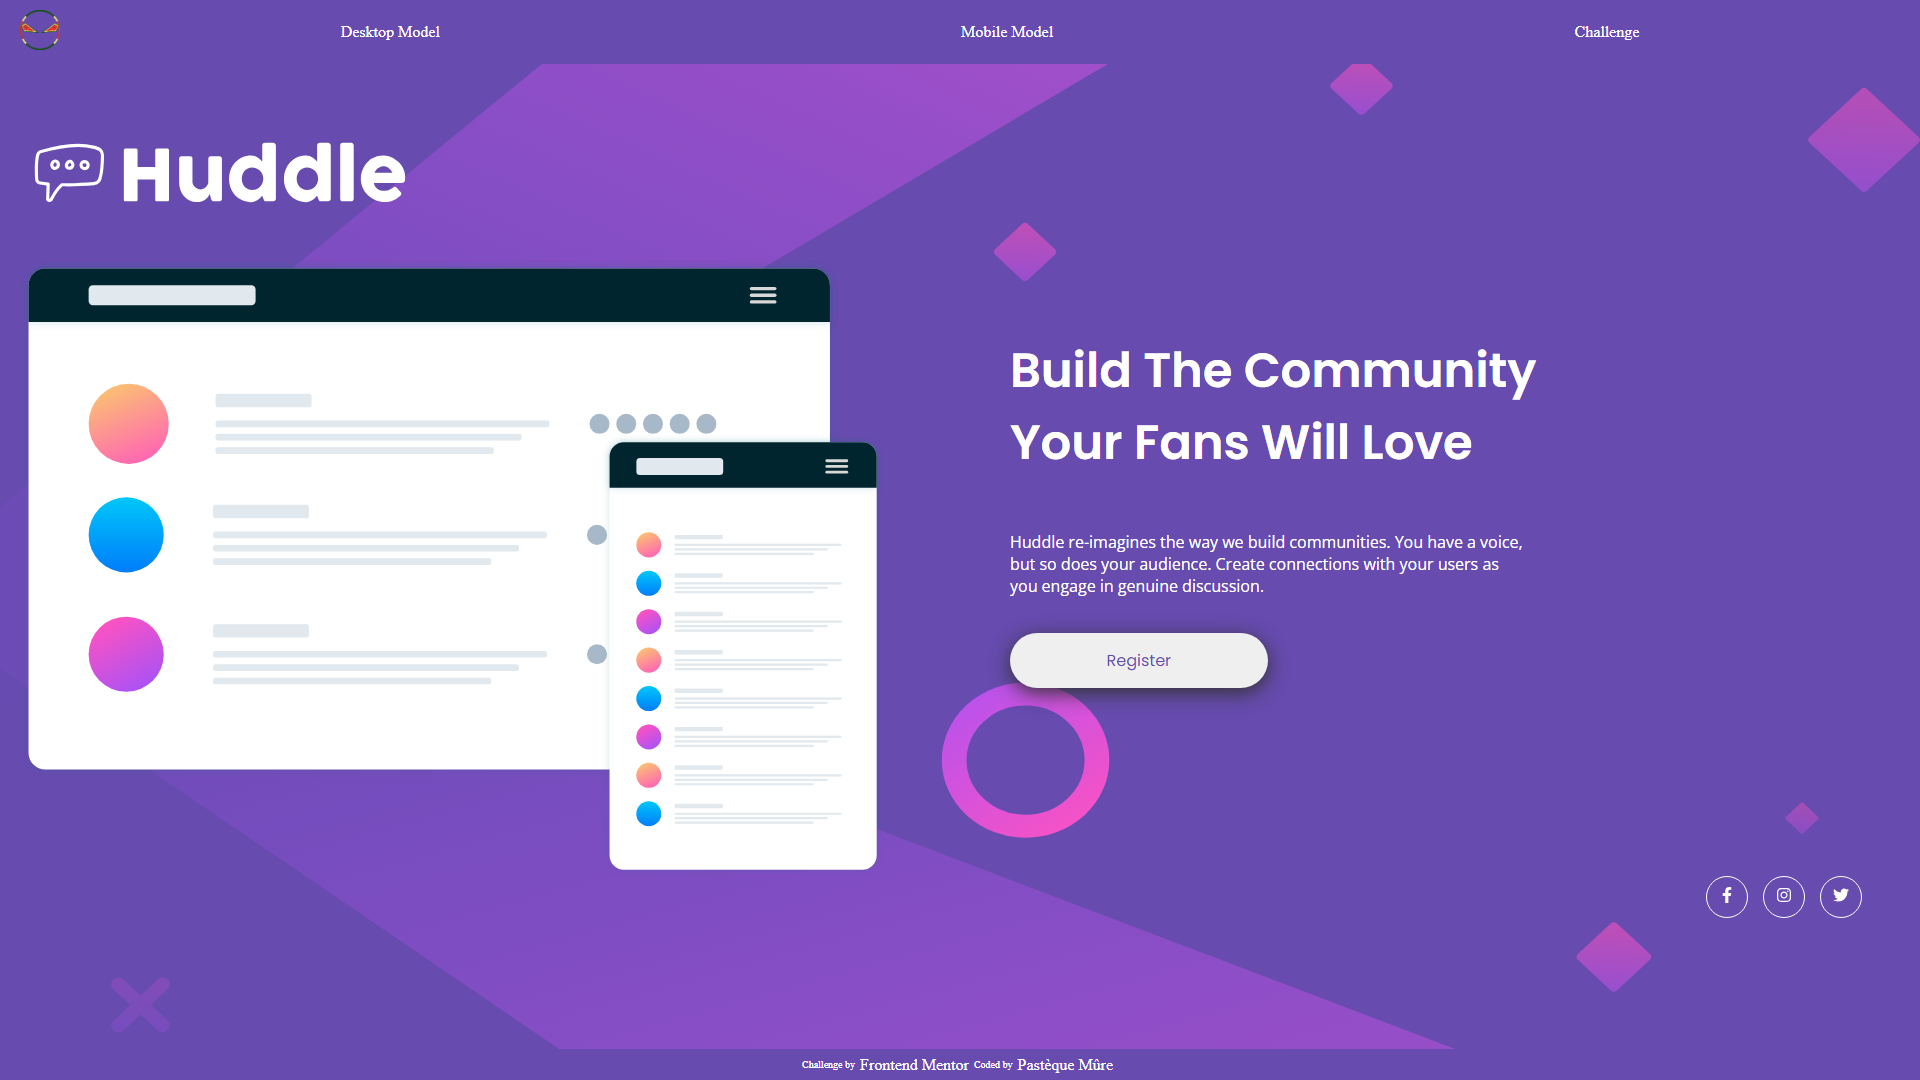 Desktop Model
Mobile Model
Challenge
Huddle
Build The Community
Your Fans Will Love
Huddle re-imagines the way we build communities. You have a voice,
but so does your audience. Create connections with your users as
you engage in genuine discussion.
Register
Challenge by Frontend Mentor Coded by Pastèque Mûre